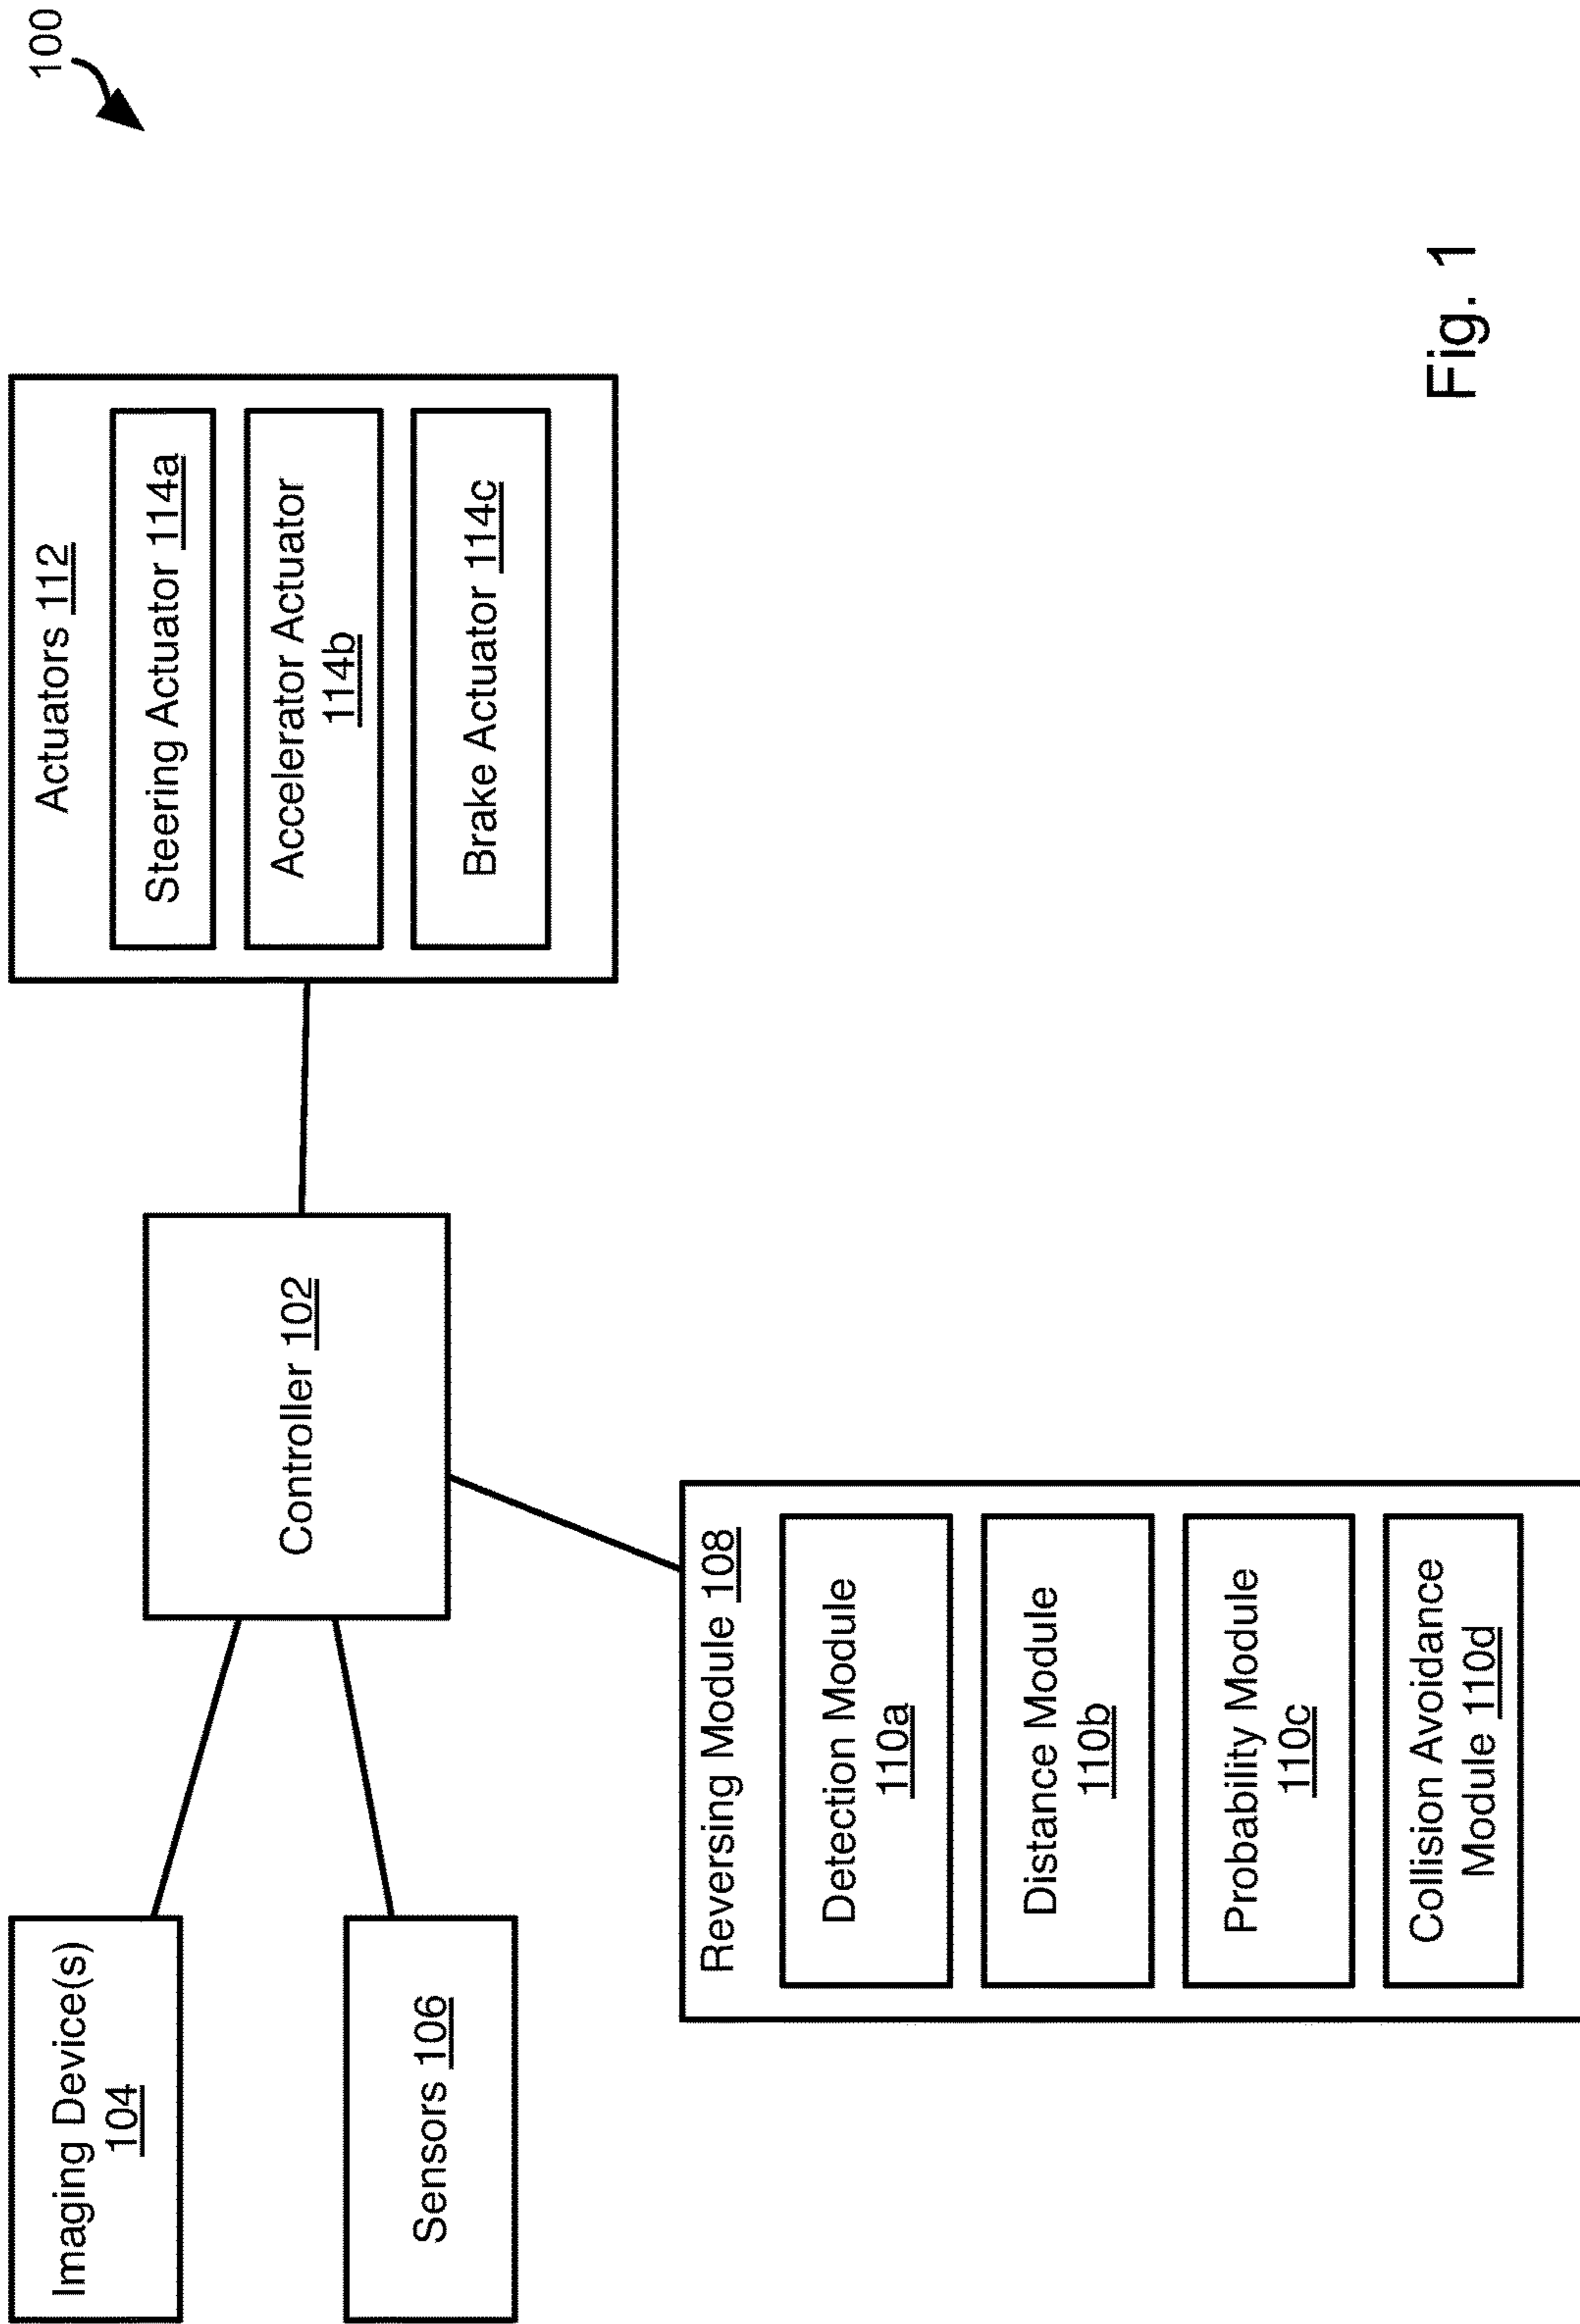 100
Imaging Device(s)
104
Sensors 106
Controller 102
Actuators 112
Steering Actuator 114a
Accelerator Actuator
114b
Brake Actuator 114c
Reversing Module 108
Detection Module
110a
Distance Module
110b
Probability Module
110c
Collision Avoidance
Module 110d
Fig. 1